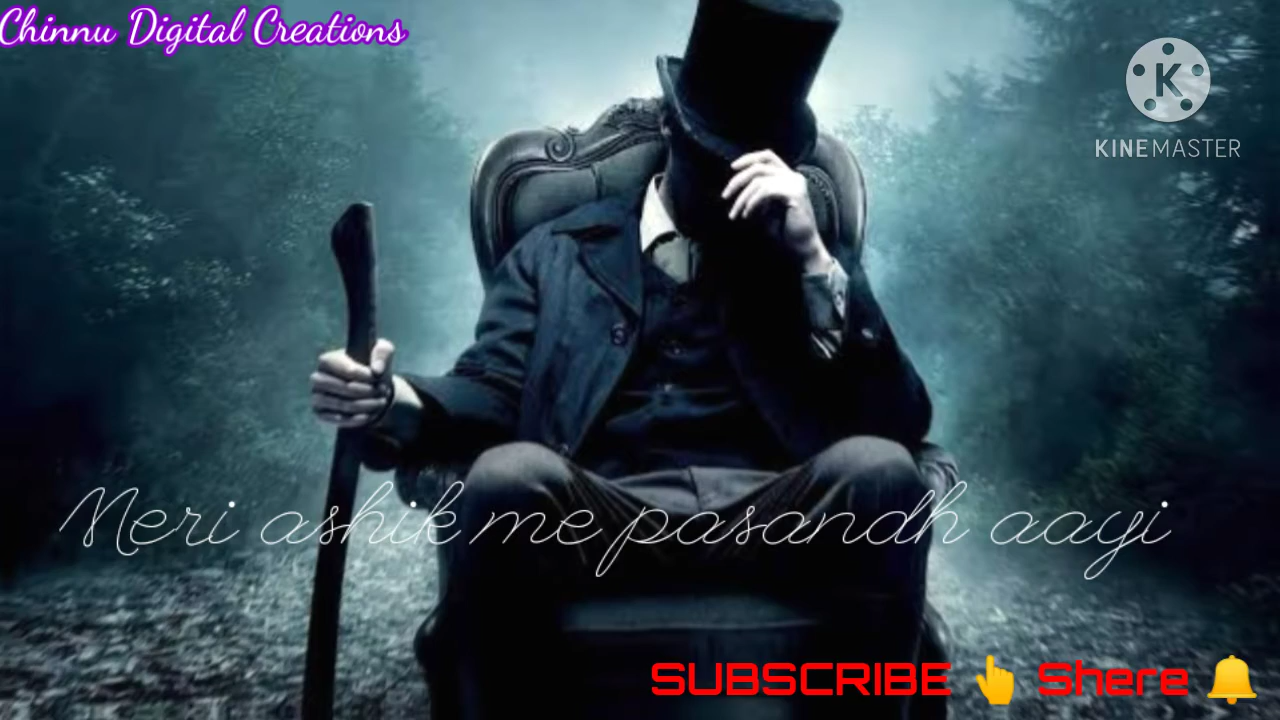 Chinnu Digital Creations
K
KINEMASTER
Meri ashik me pasandh aayi
SUBSCRIBE 👆 Shere 🔔